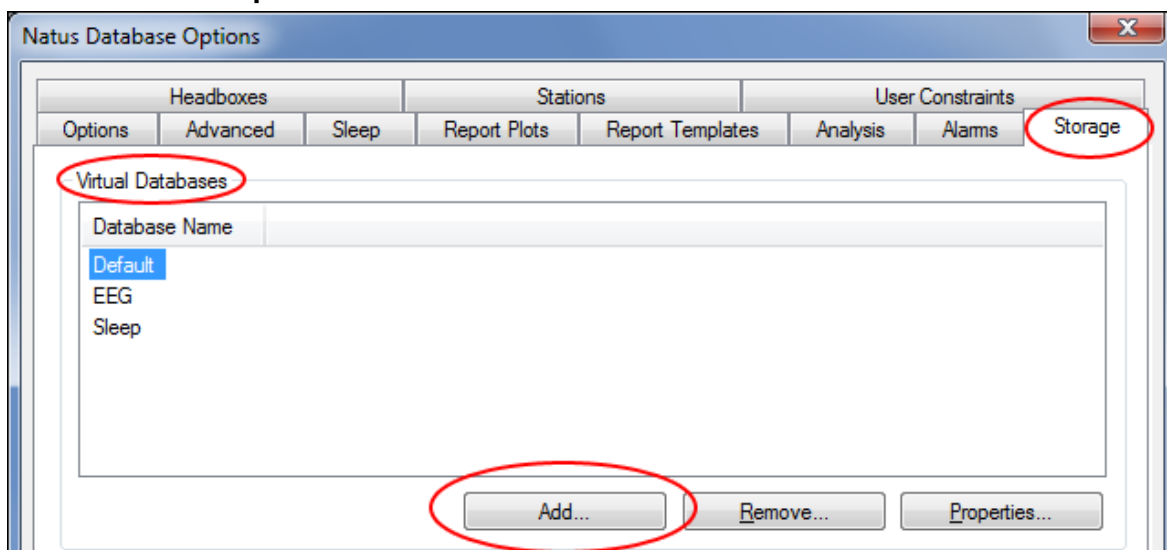 Natus Database Options
Headboxes Stations User Constraints
Options Advanced Sleep Report Plots Report Templates Analysis Alarms Storage
Virtual Databases
Database Name
Default
EEG
Sleep
Add... Remove... Properties...